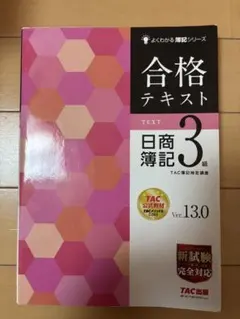 よくわかる簿記シリーズ
合格
テキスト
TEXT
日商
簿記
3級
TAC簿記検定講座
TAC
公式教材
Ver.13.0
新試験
完全対応
TAC出版